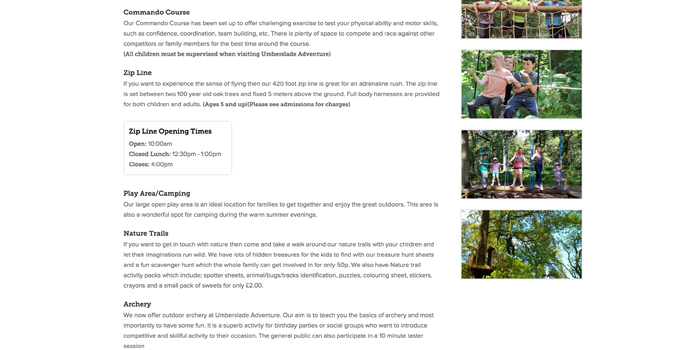 Commando Course
Our Commando Course has been set up to offer challenging exercise to test your physical ability and motor skills,
such as confidence, coordination, team building, etc. There is plenty of space to compete and race against other
competitors or family members for the best time around the course.
(All children must be supervised when visiting Umberslade Adventure)
Zip Line
If you want to experience the sense of flying then our 420 foot zip line is great for an adrenaline rush. The zip line
is set between two 100 year old oak trees and fixed 5 meters above the ground. Full body harnesses are provided
for both children and adults. (Ages 5 and up)(Please see admissions for charges)
Zip Line Opening Times
Open: 10:00am
Closed Lunch: 12:30pm - 1:00pm
Closes: 4:00pm
Play Area/Camping
Our large open play area is an ideal location for families to get together and enjoy the great outdoors. This area is
also a wonderful spot for camping during the warm summer evenings.
Nature Trails
If you want to get in touch with nature then come and take a walk around our nature trails with your children and
let their imaginations run wild. We have lots of hidden treasures for the kids to find with our treasure hunt sheets
and a fun scavenger hunt which the whole family can get involved in for only 50p. We also have Nature trail
activity packs which include; spotter sheets, animal/bugs/tracks identification, puzzles, colouring sheet, stickers,
crayons and a small pack of sweets for only £2.00.
Archery
We now offer outdoor archery at Umberslade Adventure. Our aim is to teach you the basics of archery and most
importantly to have some fun. It is a superb activity for birthday parties or social groups who want to introduce
competitive and skillful activity to their occasion. The general public can also participate in a 10 minute taster
session